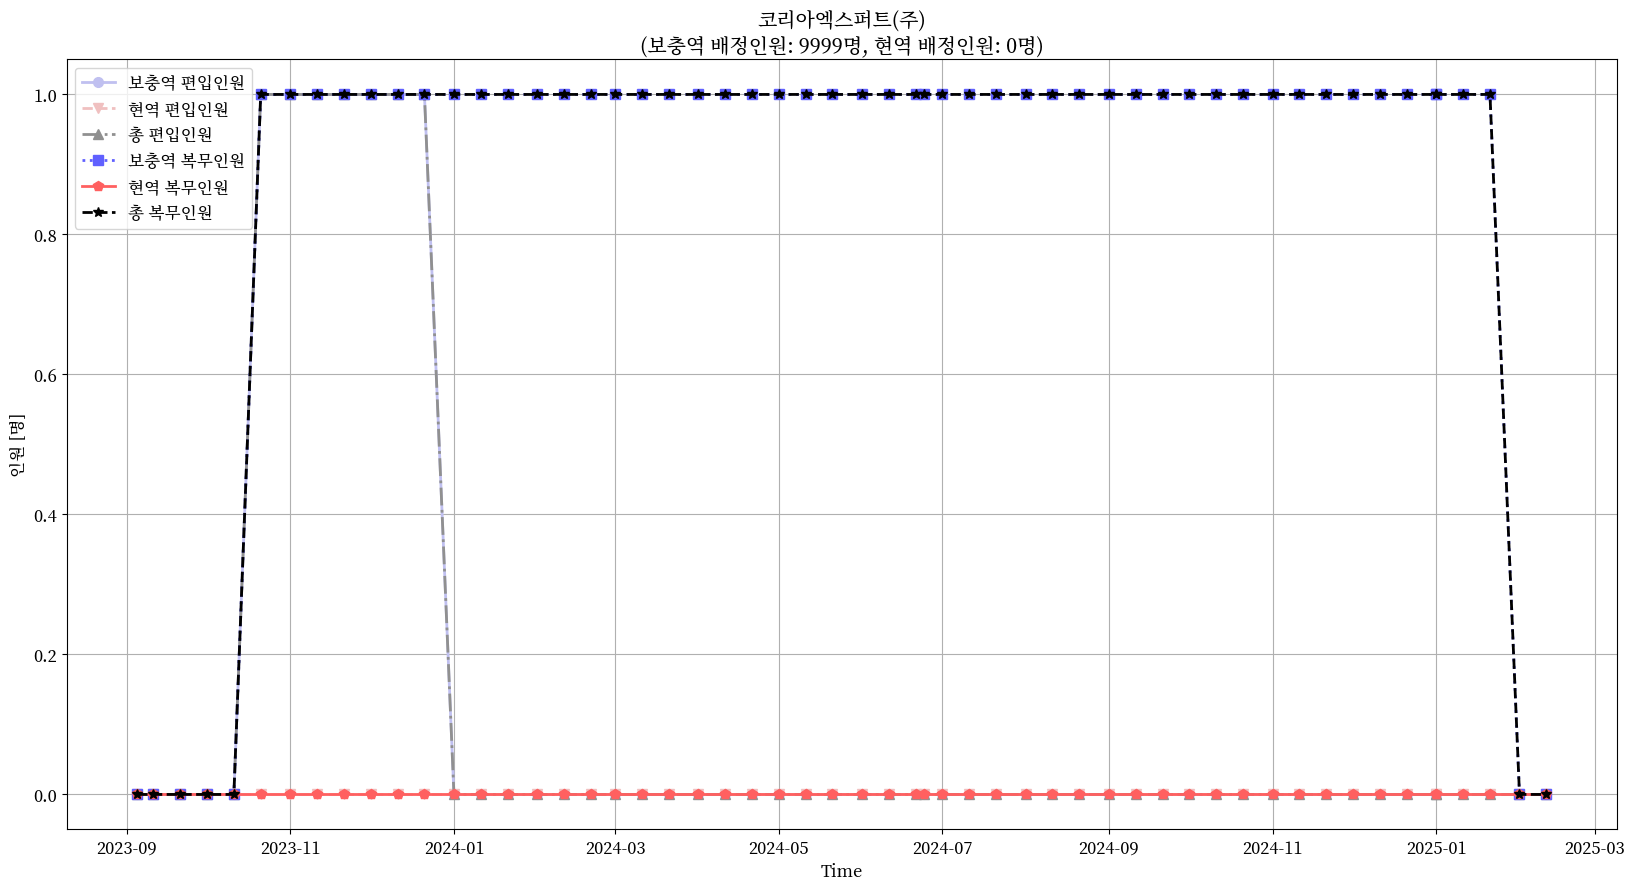 코리아엑스퍼트(주)
(보충역 배정인원: 9999명, 현역 배정인원: 0명)
보충역 편입인원
현역 편입인원
총 편입인원
보충역 복무인원
현역 복무인원
총 복무인원
1.0
0.8
0.6
0.4
0.2
0.0
인원 [명]
2023-09 2023-11 2024-01 2024-03 2024-05 2024-07 2024-09 2024-11 2025-01 2025-03
Time